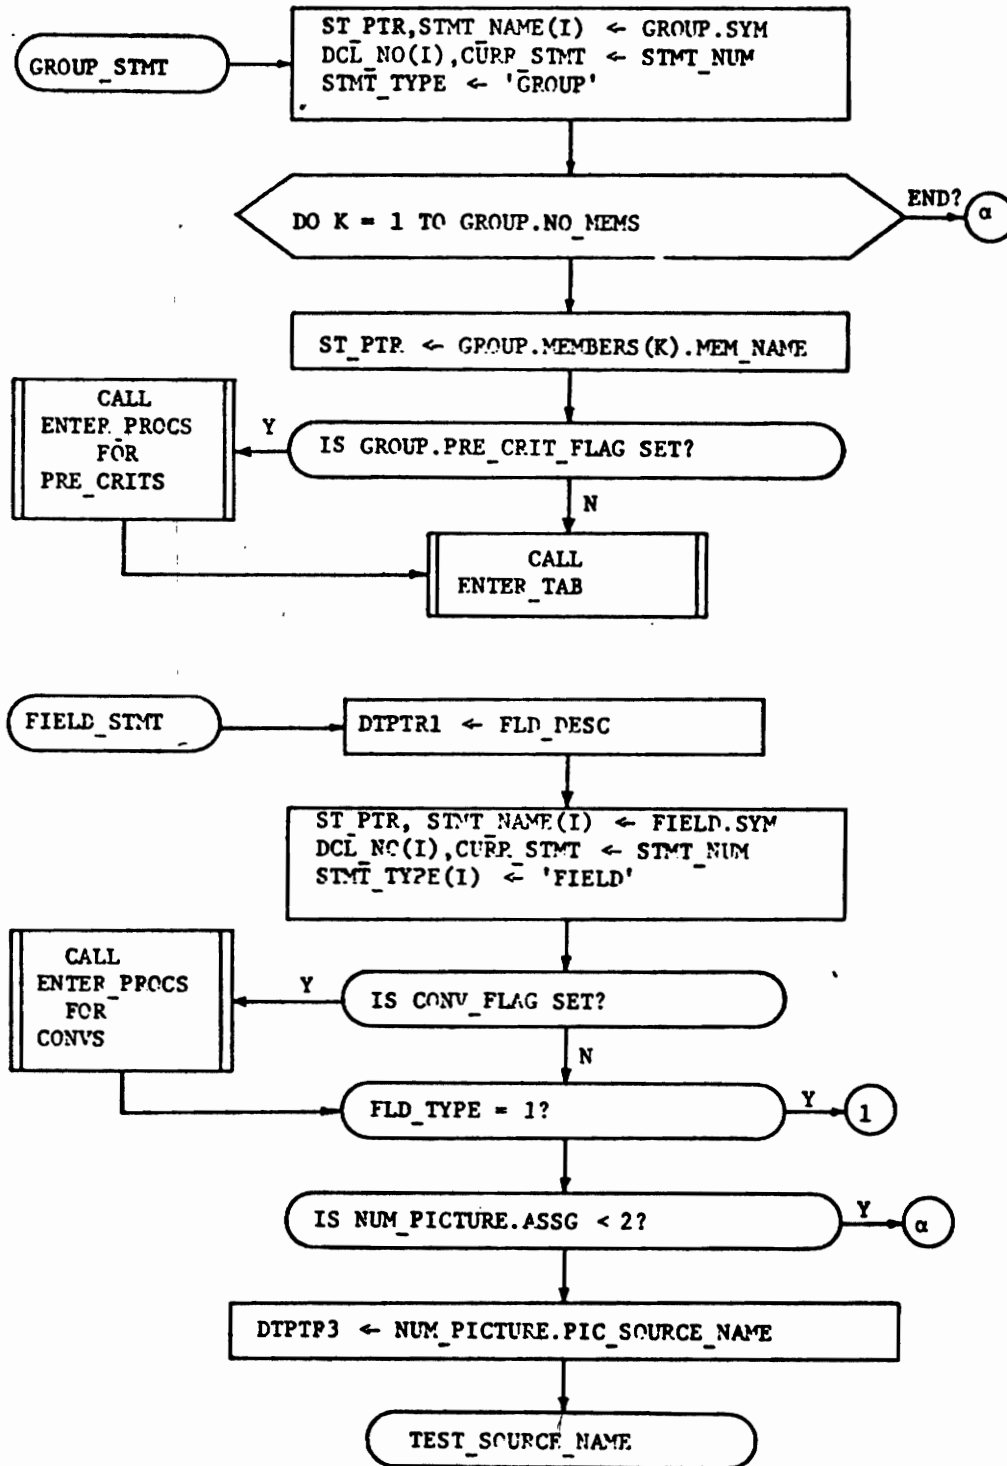 GROUP_STMT
ST_PTR,STMT_NAME(I) ← GROUP.SYM
DCL_NO(I),CURR_STMT ← STMT_NUM
STMT_TYPE ← 'GROUP'
DO K = 1 TO GROUP.NO_MEMS
END?
α
ST_PTR ← GROUP.MEMBERS(K).MEM_NAME
IS GROUP.PRE_CRIT_FLAG SET?
Y
CALL
ENTER_PROCS
FOR
PRE_CRITS
N
CALL
ENTER_TAB
FIELD_STMT
DTPTR1 ← FLD_DESC
ST_PTR, STMT_NAME(I) ← FIELD.SYM
DCL_NO(I),CURR_STMT ← STMT_NUM
STMT_TYPE(I) ← 'FIELD'
IS CONV_FLAG SET?
Y
CALL
ENTER_PROCS
FOR
CONVS
N
FLD_TYPE = 1?
Y
1
IS NUM_PICTURE.ASSG < 2?
Y
α
DTPTR3 ← NUM_PICTURE.PIC_SOURCE_NAME
TEST_SOURCE_NAME